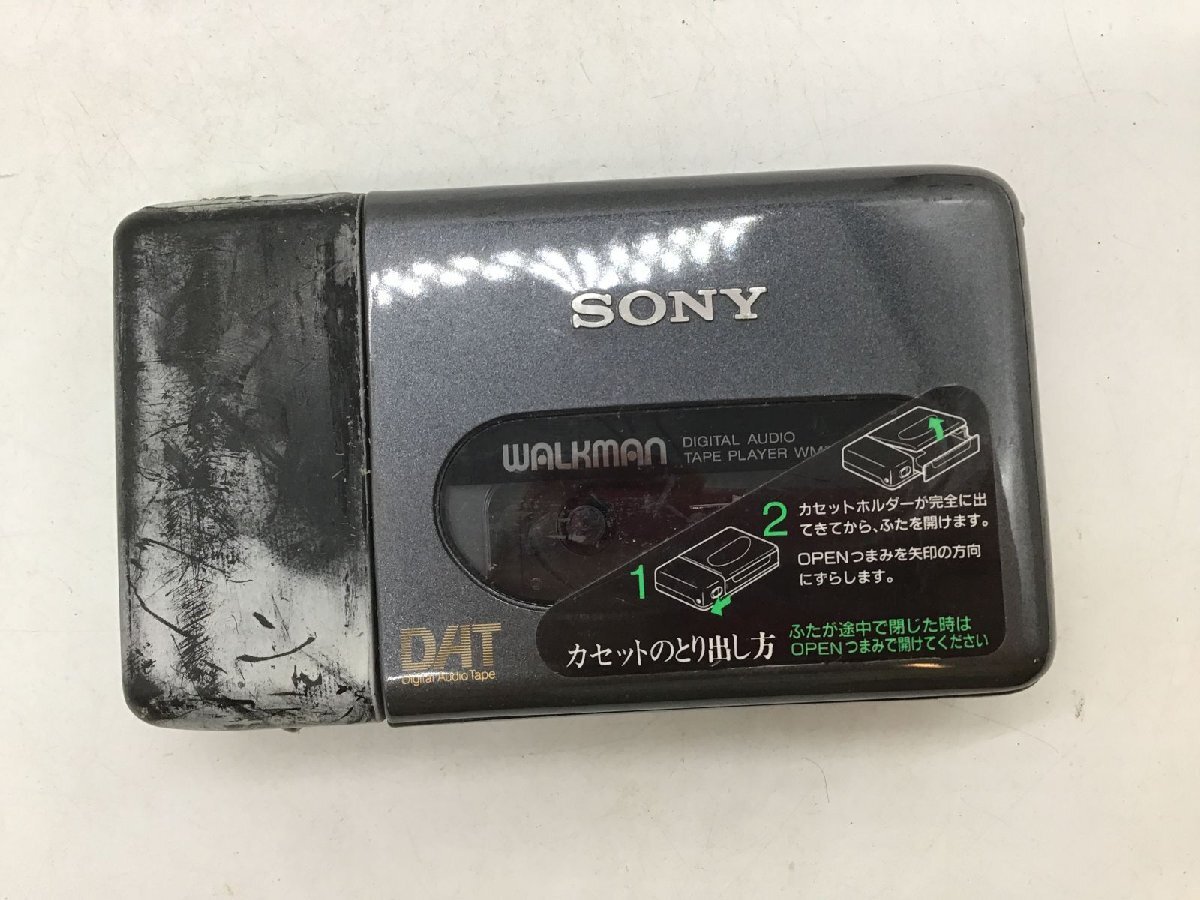 SONY
WALKMAN
DIGITAL AUDIO
TAPE PLAYER WM
2
カセットホルダーが完全に出
てきてから、ふたを開けます。
OPENつまみを矢印の方向
にずらします。
1
カセットのとり出し方
ふたが途中で閉じた時は
OPENつまみで開けてください
DAT
Digital Audio Tape